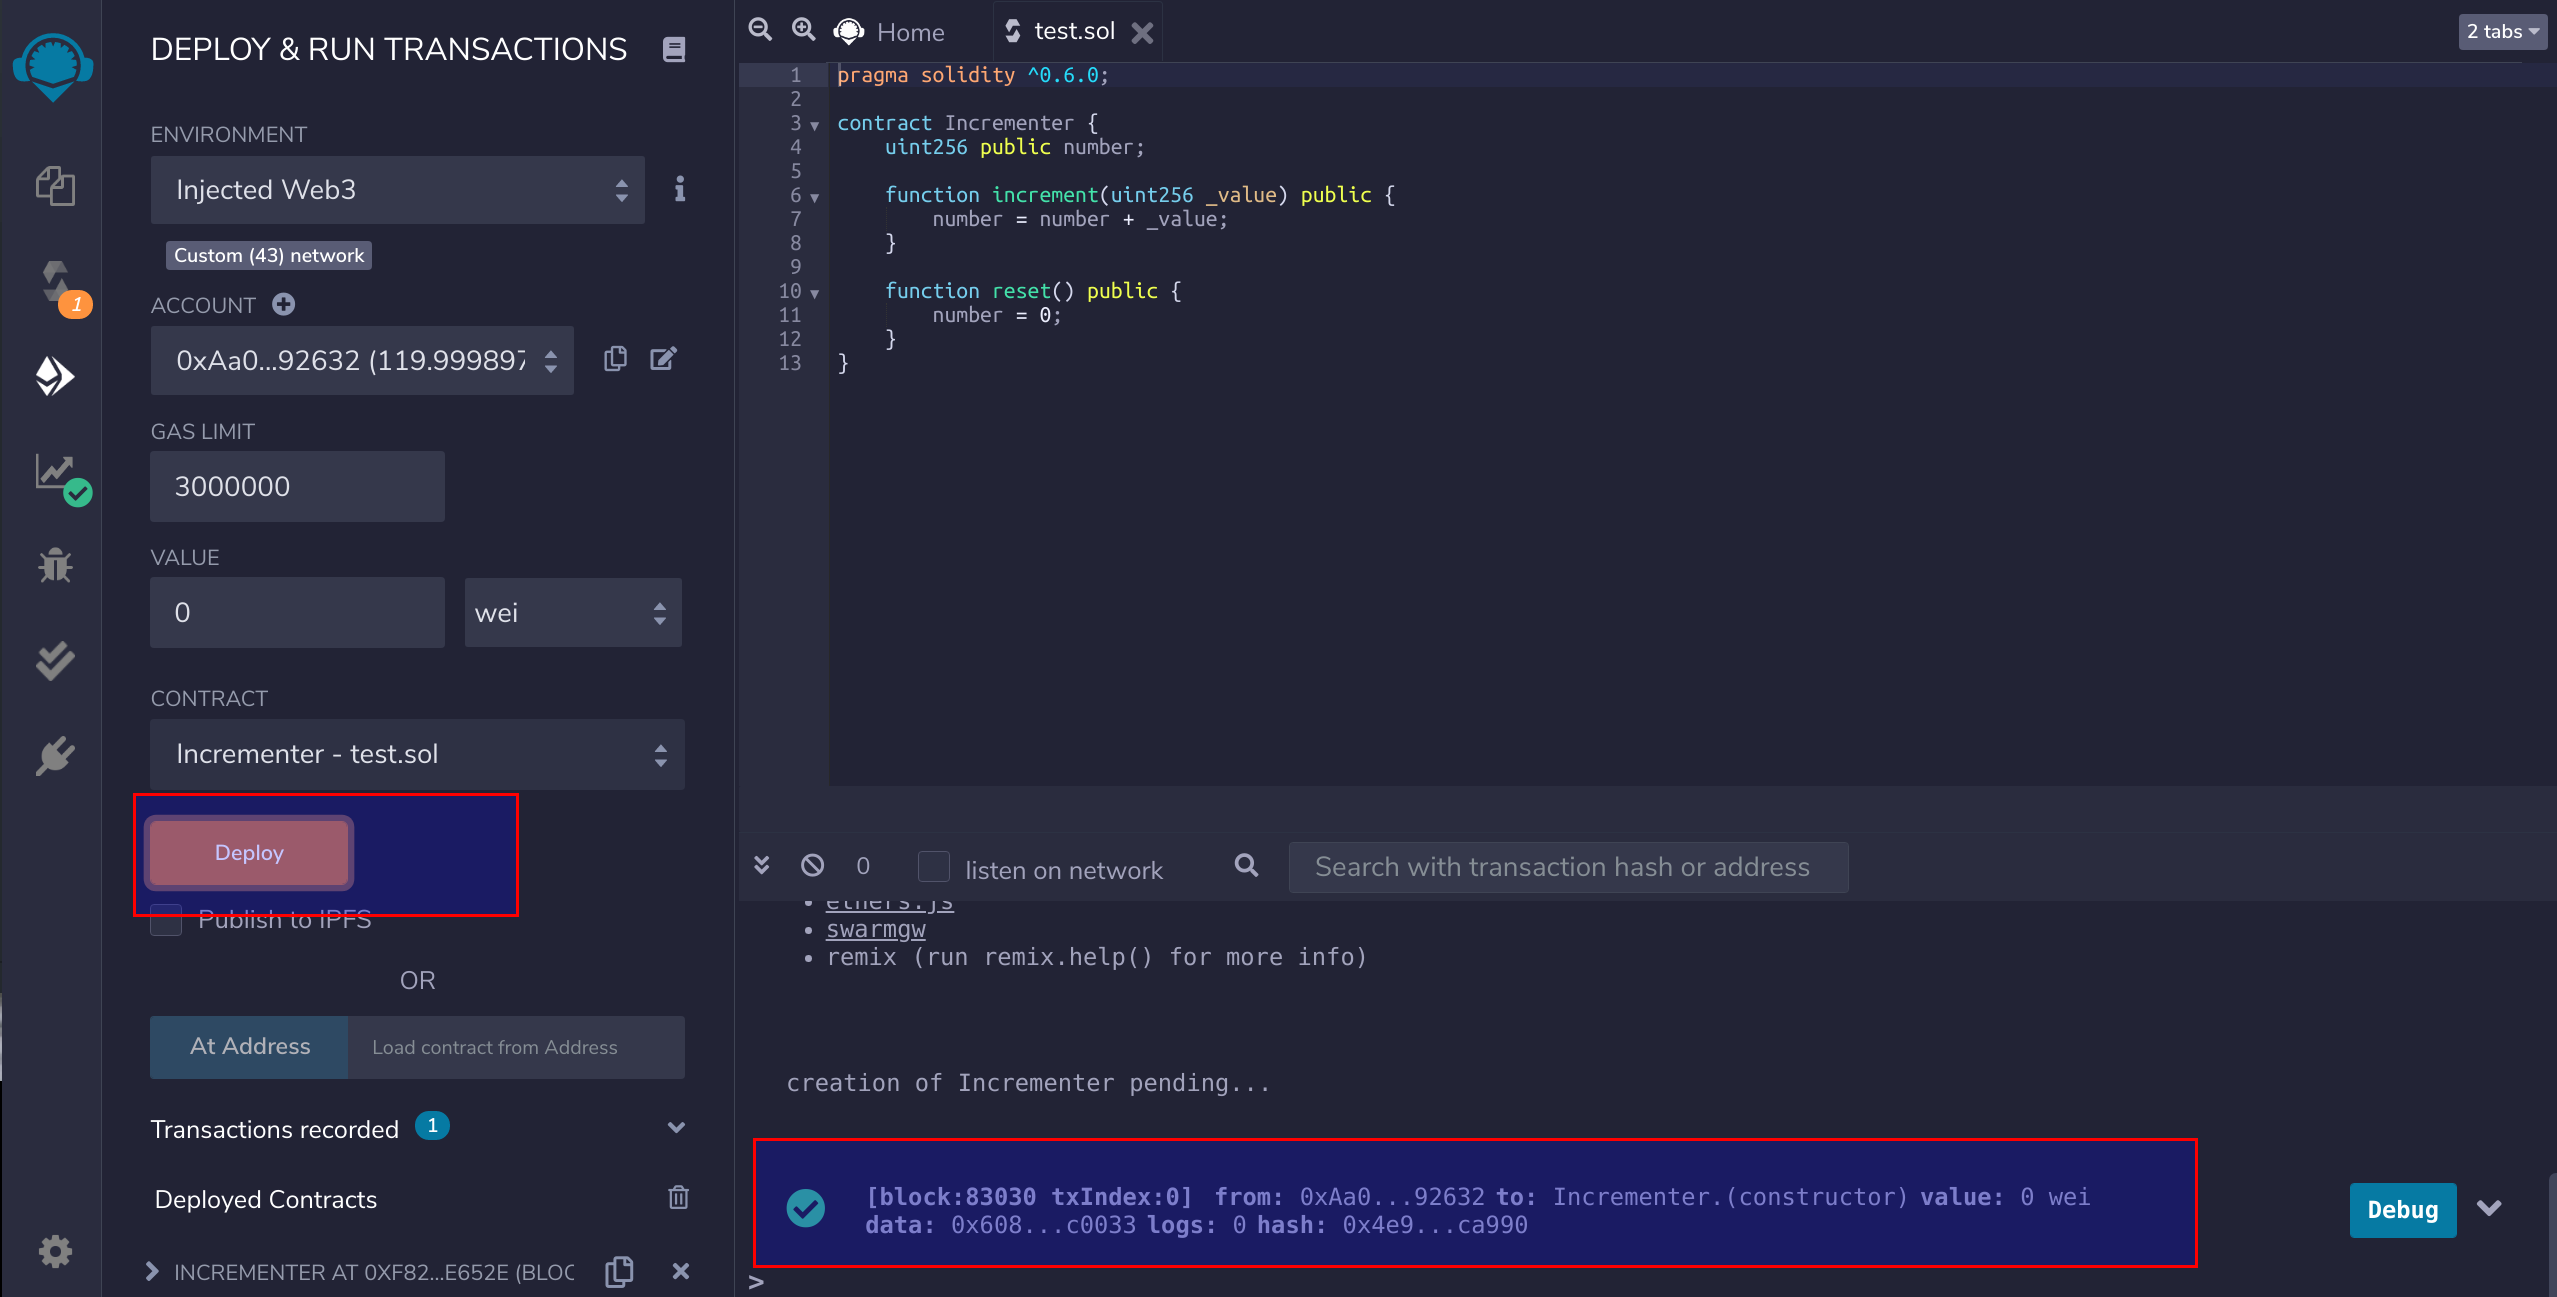 DEPLOY & RUN TRANSACTIONS
ENVIRONMENT
Injected Web3
Custom (43) network
ACCOUNT
0xAa0...92632 (119.999897
GAS LIMIT
3000000
VALUE
0
wei
CONTRACT
Incrementer - test.sol
Deploy
Publish to IPFS
OR
At Address
Load contract from Address
Transactions recorded 1
Deployed Contracts
INCREMENTER AT 0XF82...E652E (BLOC
1
Home
test.sol
2 tabs
1 pragma solidity ^0.6.0;
2
3 contract Incrementer {
4 uint256 public number;
5
6 function increment(uint256 _value) public {
7 number = number + _value;
8 }
9
10 function reset() public {
11 number = 0;
12 }
13 }
0
listen on network
Search with transaction hash or address
ethers.js
swarmgw
remix (run remix.help() for more info)
creation of Incrementer pending...
[block:83030 txIndex:0] from: 0xAa0...92632 to: Incrementer.(constructor) value: 0 wei
data: 0x608...c0033 logs: 0 hash: 0x4e9...ca990
Debug
>